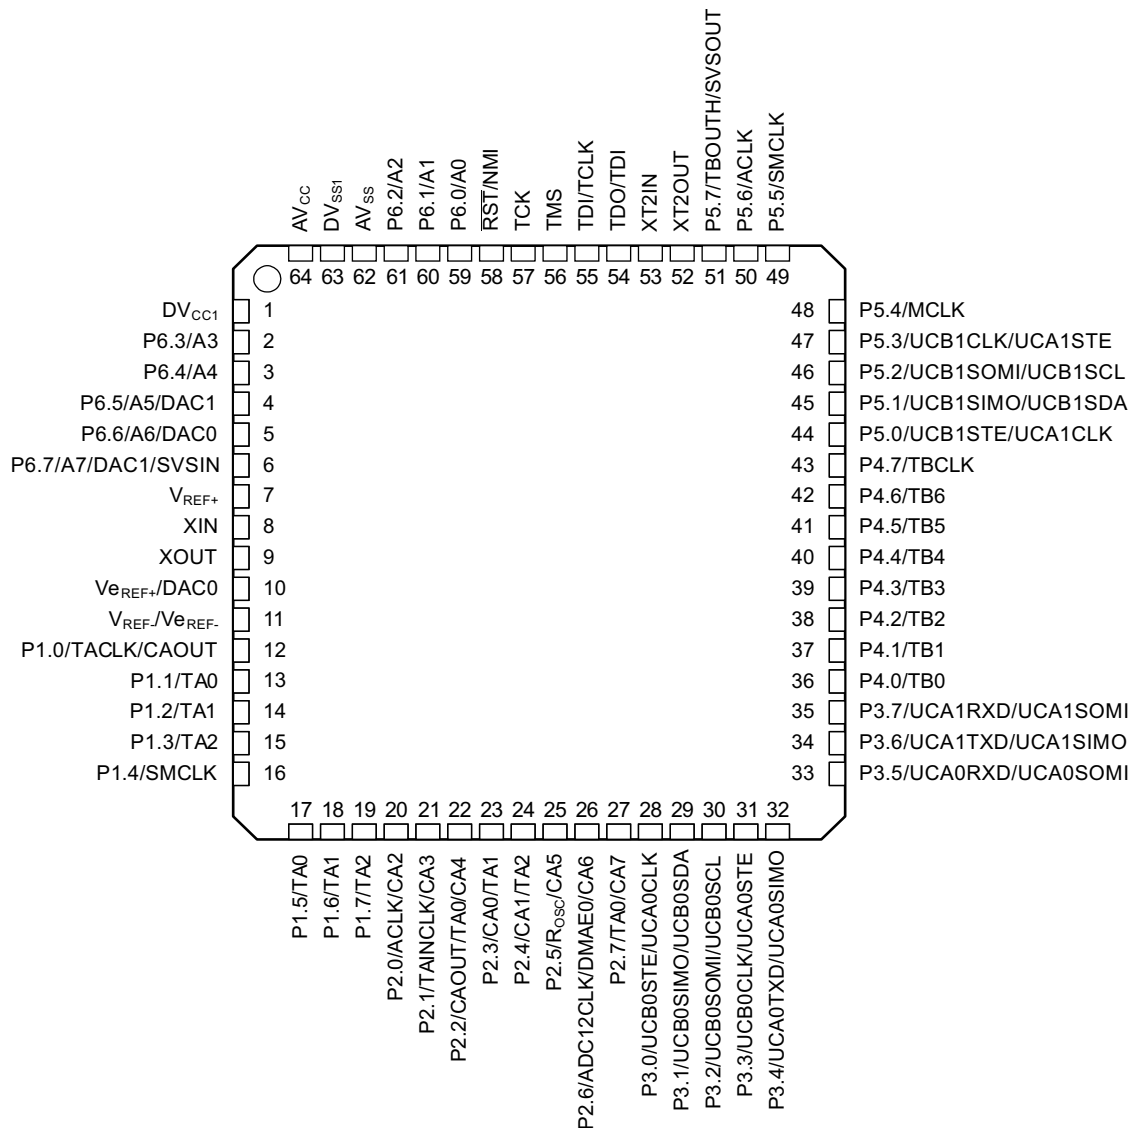 AVCC
DVSS1
AVSS
P6.2/A2
P6.1/A1
P6.0/A0
RST/NMI
TCK
TMS
TDI/TCLK
TDO/TDI
XT2IN
XT2OUT
P5.7/TBOUTH/SVSOUT
P5.6/ACLK
P5.5/SMCLK
64 63 62 61 60 59 58 57 56 55 54 53 52 51 50 49
DVCC1 1
P6.3/A3 2
P6.4/A4 3
P6.5/A5/DAC1 4
P6.6/A6/DAC0 5
P6.7/A7/DAC1/SVSIN 6
VREF+ 7
XIN 8
XOUT 9
VeREF+/DAC0 10
VREF-/VeREF- 11
P1.0/TACLK/CAOUT 12
P1.1/TA0 13
P1.2/TA1 14
P1.3/TA2 15
P1.4/SMCLK 16
48 P5.4/MCLK
47 P5.3/UCB1CLK/UCA1STE
46 P5.2/UCB1SOMI/UCB1SCL
45 P5.1/UCB1SIMO/UCB1SDA
44 P5.0/UCB1STE/UCA1CLK
43 P4.7/TBCLK
42 P4.6/TB6
41 P4.5/TB5
40 P4.4/TB4
39 P4.3/TB3
38 P4.2/TB2
37 P4.1/TB1
36 P4.0/TB0
35 P3.7/UCA1RXD/UCA1SOMI
34 P3.6/UCA1TXD/UCA1SIMO
33 P3.5/UCA0RXD/UCA0SOMI
17 18 19 20 21 22 23 24 25 26 27 28 29 30 31 32
P1.5/TA0
P1.6/TA1
P1.7/TA2
P2.0/ACLK/CA2
P2.1/TAINCLK/CA3
P2.2/CAOUT/TA0/CA4
P2.3/CA0/TA1
P2.4/CA1/TA2
P2.5/ROSC/CA5
P2.6/ADC12CLK/DMAE0/CA6
P2.7/TA0/CA7
P3.0/UCB0STE/UCA0CLK
P3.1/UCB0SIMO/UCB0SDA
P3.2/UCB0SOMI/UCB0SCL
P3.3/UCB0CLK/UCA0STE
P3.4/UCA0TXD/UCA0SIMO